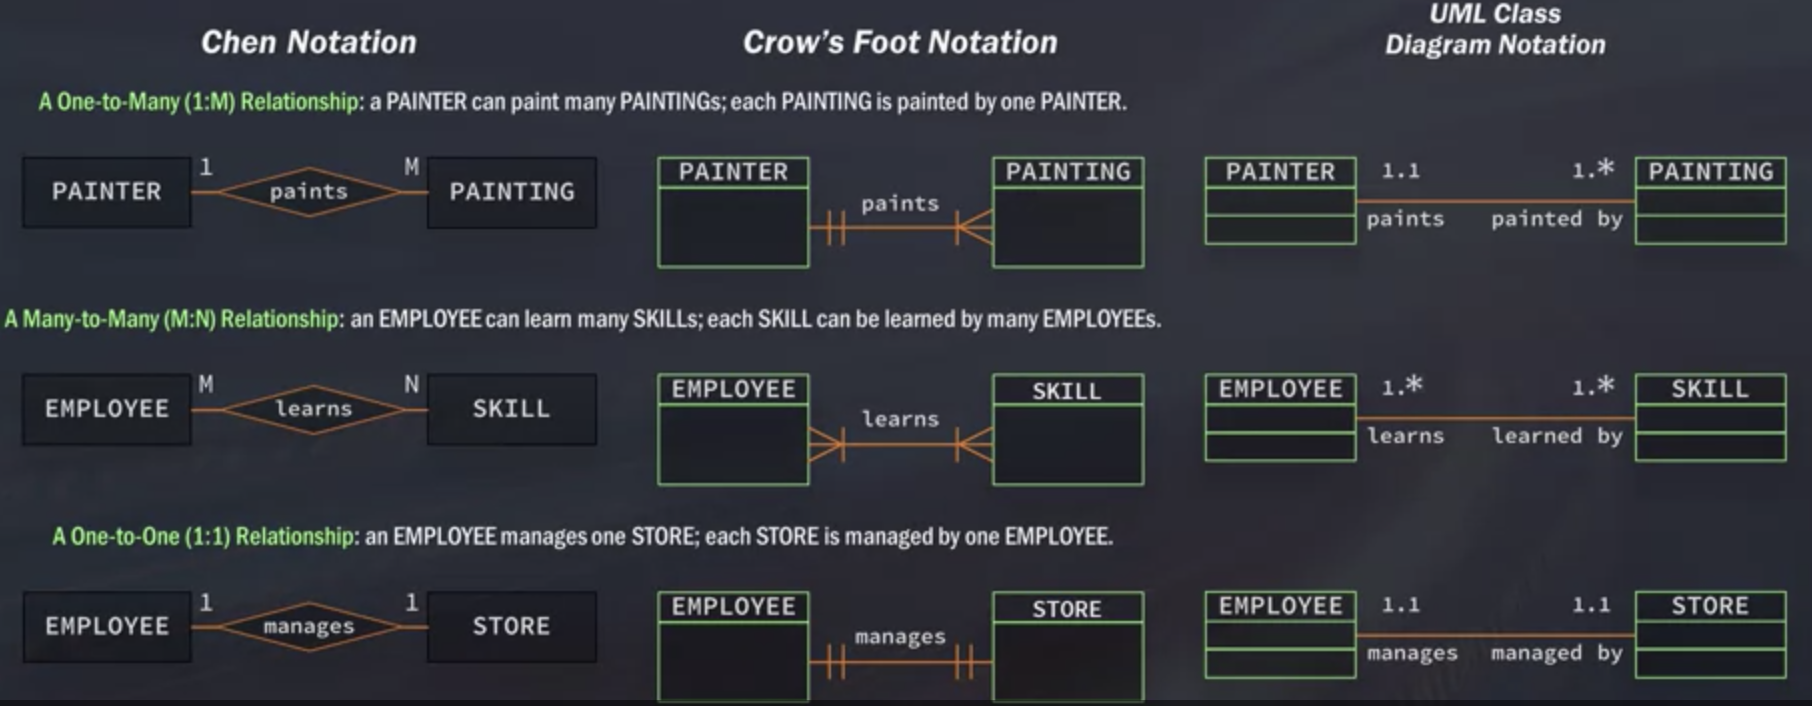 Chen Notation
Crow's Foot Notation
UML Class
Diagram Notation
A One-to-Many (1:M) Relationship: a PAINTER can paint many PAINTINGs; each PAINTING is painted by one PAINTER.
PAINTER
1
paints
M
PAINTING
PAINTER
paints
PAINTING
PAINTER
1.1
1.*
paints
painted by
PAINTING
A Many-to-Many (M:N) Relationship: an EMPLOYEE can learn many SKILLs; each SKILL can be learned by many EMPLOYEEs.
EMPLOYEE
M
learns
N
SKILL
EMPLOYEE
learns
SKILL
EMPLOYEE
1.*
1.*
learns
learned by
SKILL
A One-to-One (1:1) Relationship: an EMPLOYEE manages one STORE; each STORE is managed by one EMPLOYEE.
EMPLOYEE
1
manages
1
STORE
EMPLOYEE
manages
STORE
EMPLOYEE
1.1
1.1
manages
managed by
STORE